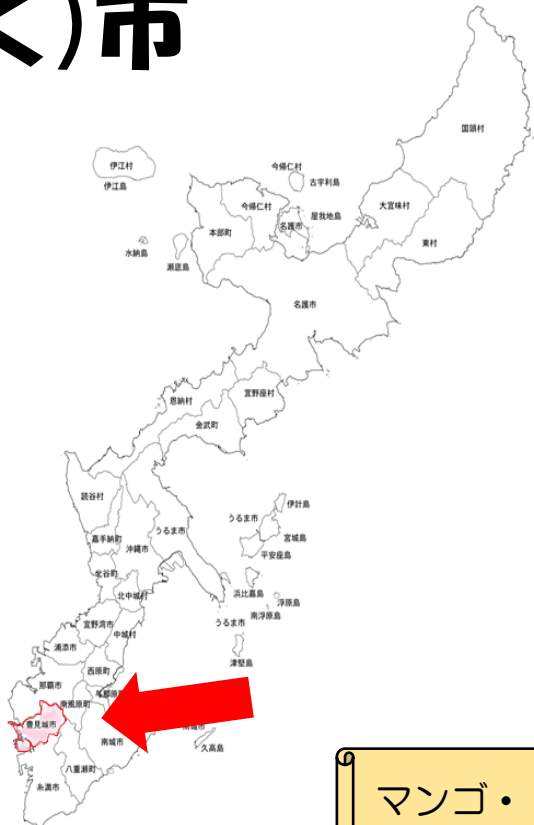 く)市
国頭村
伊江村
伊江島
今帰仁村
古宇利島
今帰仁村
屋我地島
大宜味村
名護市
本部町
東村
水納島
瀬底島
名護市
恩納村
宜野座村
金武町
読谷村
伊計島
うるま市
うるま市
宮城島
嘉手納町
沖縄市
平安座島
北谷町
北中城村
浜比嘉島
浮原島
南浮原島
うるま市
宜野湾市
中城村
浦添市
西原町
津堅島
那覇市
南風原町
豊見城市
南城市
久高島
八重瀬町
糸満市
マンゴ・